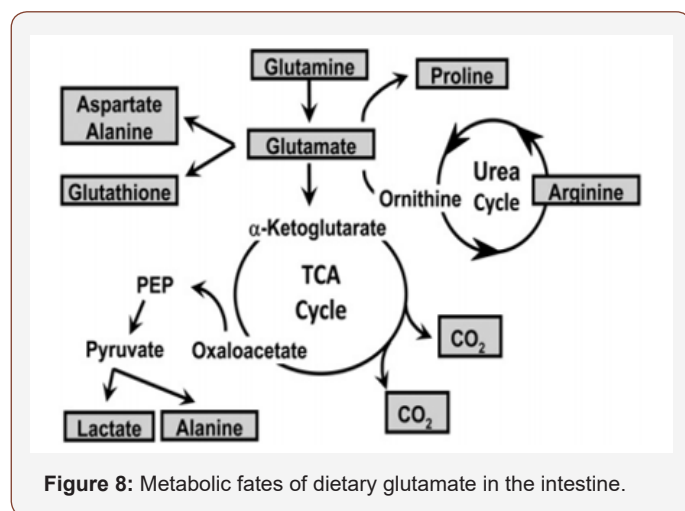 Glutamine
Proline
Aspartate
Alanine
Glutamate
Glutathione
Urea
Cycle
Arginine
Ornithine
α-Ketoglutarate
TCA
Cycle
PEP
Pyruvate
Oxaloacetate
CO₂
CO₂
Lactate
Alanine
Figure 8: Metabolic fates of dietary glutamate in the intestine.